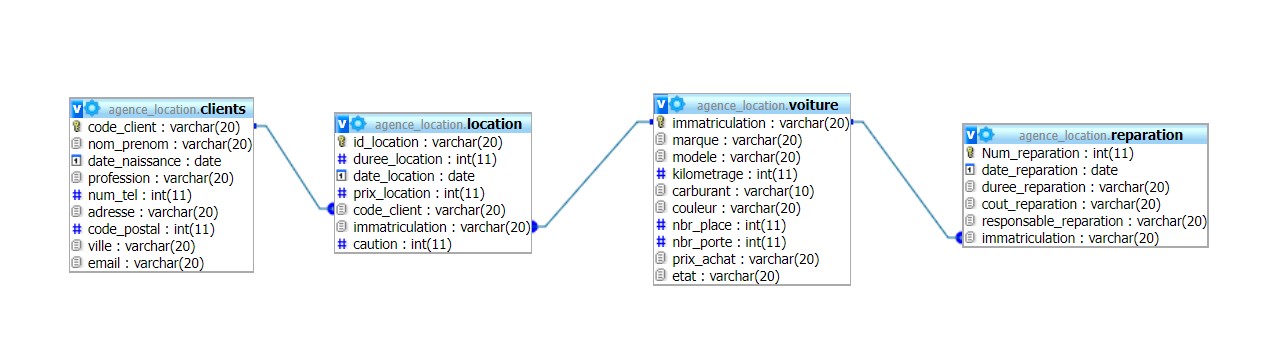 agence_location.clients
code_client : varchar(20)
nom_prenom : varchar(20)
date_naissance : date
profession : varchar(20)
num_tel : int(11)
adresse : varchar(20)
code_postal : int(11)
ville : varchar(20)
email : varchar(20)
agence_location.location
id_location : varchar(20)
duree_location : int(11)
date_location : date
prix_location : int(11)
code_client : varchar(20)
immatriculation : varchar(20)
caution : int(11)
agence_location.voiture
immatriculation : varchar(20)
marque : varchar(20)
modele : varchar(20)
kilometrage : int(11)
carburant : varchar(10)
couleur : varchar(20)
nbr_place : int(11)
nbr_porte : int(11)
prix_achat : varchar(20)
etat : varchar(20)
agence_location.reparation
Num_reparation : int(11)
date_reparation : date
duree_reparation : varchar(20)
cout_reparation : varchar(20)
responsable_reparation : varchar(20)
immatriculation : varchar(20)